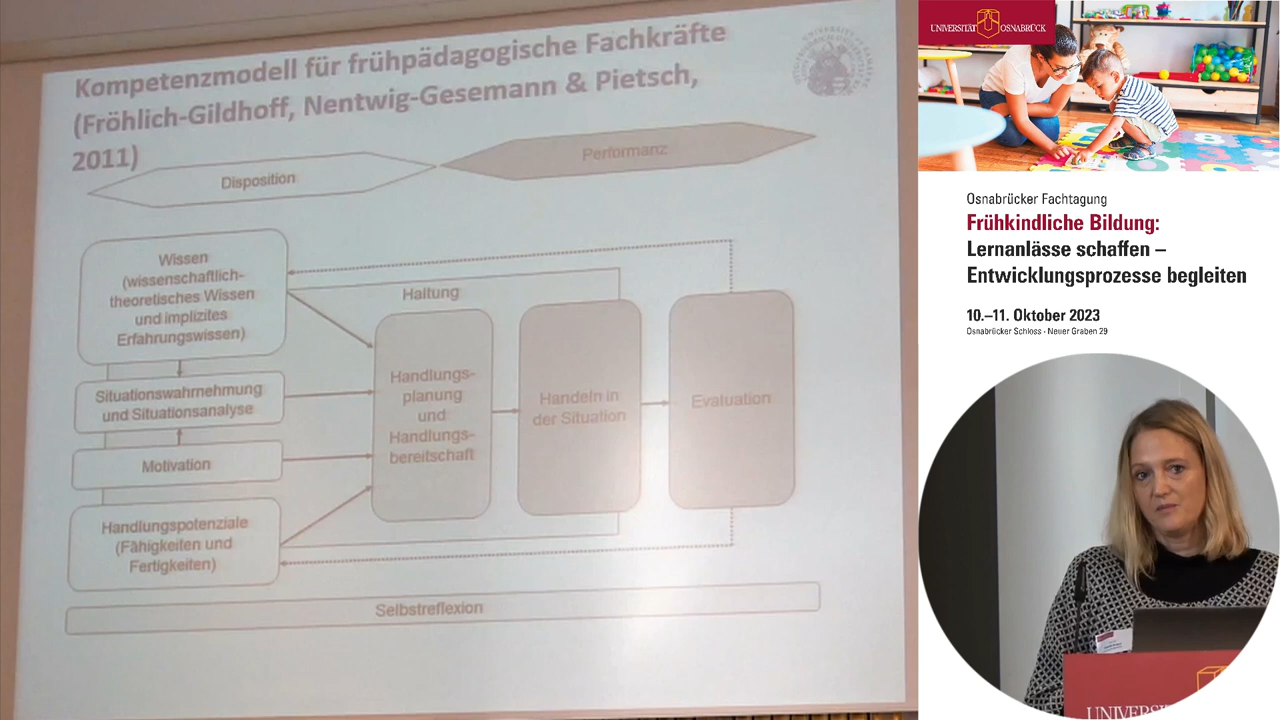 Kompetenzmodell für frühpädagogische Fachkräfte
(Fröhlich-Gildhoff, Nentwig-Gesemann & Pietsch,
2011)
Disposition
Performanz
Wissen
(wissenschaftlich-
theoretisches Wissen
und implizites
Erfahrungswissen)
Haltung
Situationswahrnehmung
und Situationsanalyse
Motivation
Handlungspotenziale
(Fähigkeiten und
Fertigkeiten)
Handlungs-
planung
und
Handlungs-
bereitschaft
Handeln in
der Situation
Evaluation
Selbstreflexion
UNIVERSITÄT OSNABRÜCK
Osnabrücker Fachtagung
Frühkindliche Bildung:
Lernanlässe schaffen –
Entwicklungsprozesse begleiten
10.–11. Oktober 2023
Osnabrücker Schloss · Neuer Graben 29
UNIVERSI